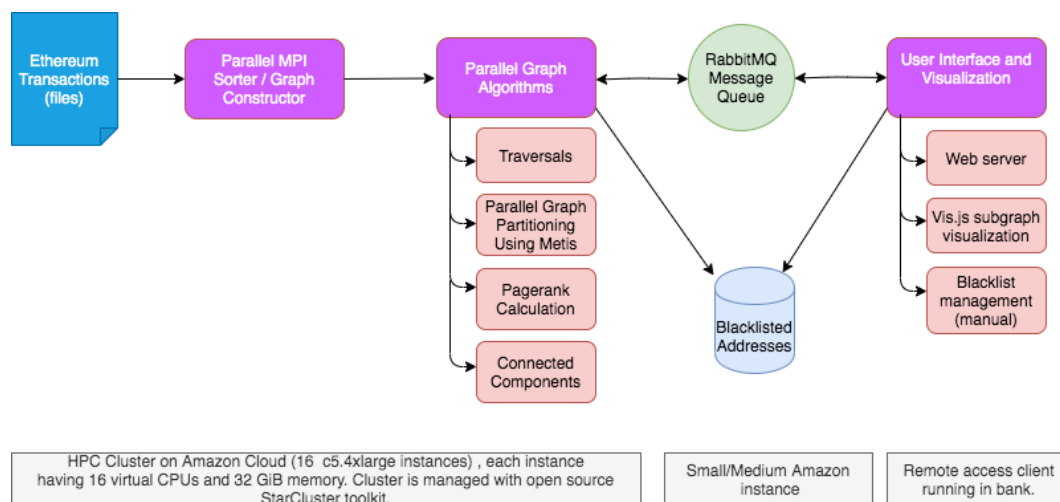 Ethereum
Transactions
(files)
Parallel MPI
Sorter / Graph
Constructor
Parallel Graph
Algorithms
RabbitMQ
Message
Queue
User Interface and
Visualization
Traversals
Parallel Graph
Partitioning
Using Metis
Pagerank
Calculation
Connected
Components
Blacklisted
Addresses
Web server
Vis.js subgraph
visualization
Blacklist
management
(manual)
HPC Cluster on Amazon Cloud (16 c5.4xlarge instances) , each instance
having 16 virtual CPUs and 32 GiB memory. Cluster is managed with open source
StarCluster toolkit.
Small/Medium Amazon
instance
Remote access client
running in bank.